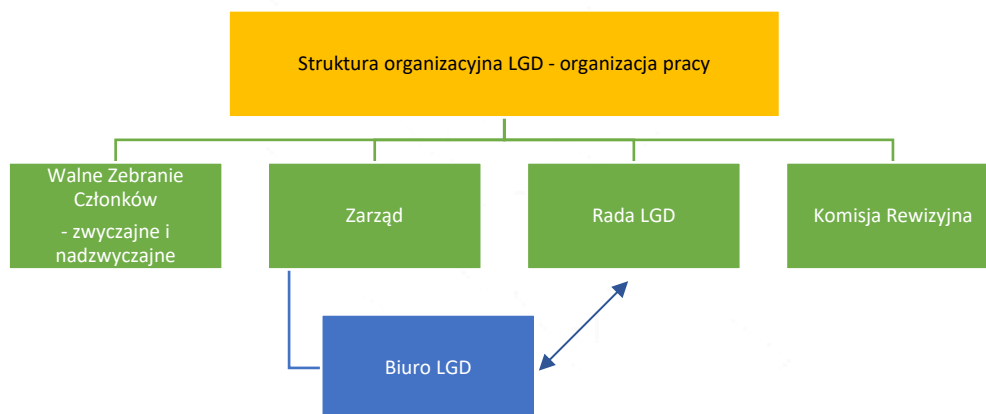 Struktura organizacyjna LGD - organizacja pracy
Walne Zebranie
Członków
- zwyczajne i
nadzwyczajne
Zarząd
Rada LGD
Komisja Rewizyjna
Biuro LGD